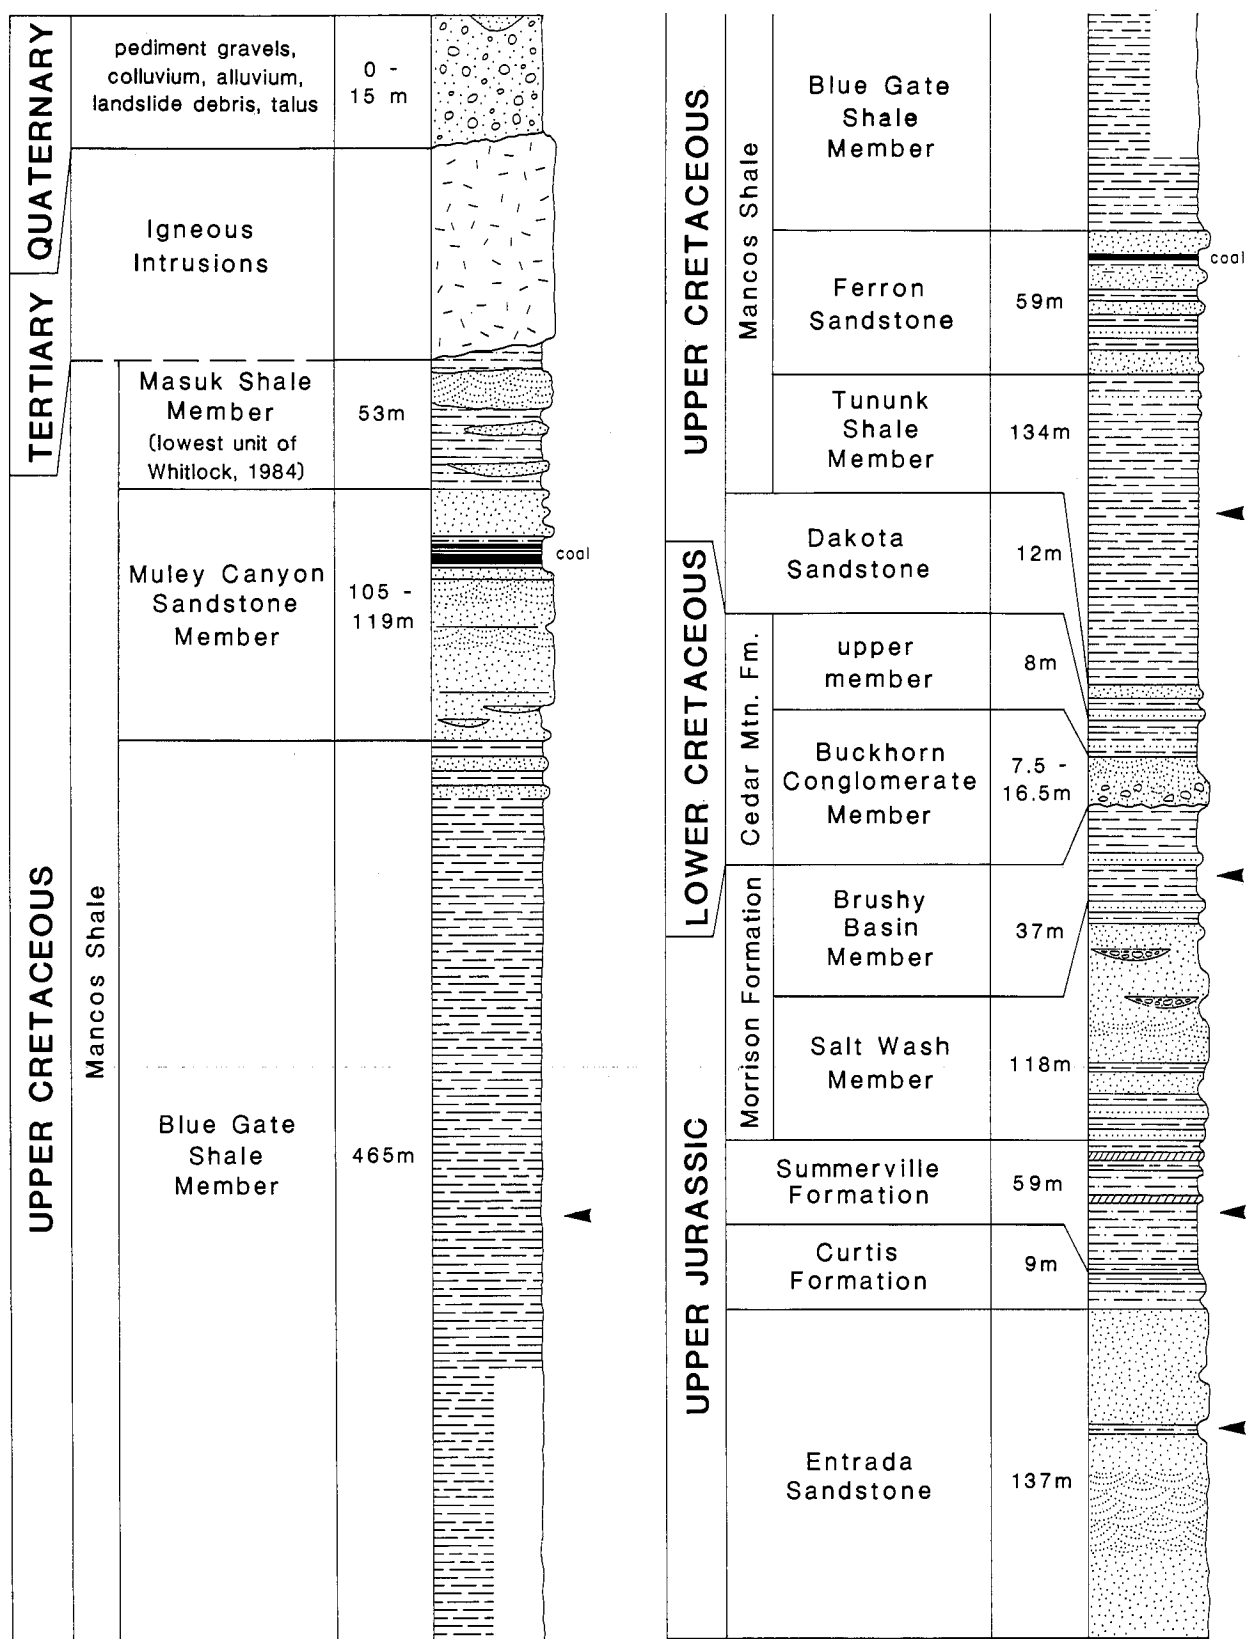 QUATERNARY
pediment gravels,
colluvium, alluvium,
landslide debris, talus
0 -
15 m
TERTIARY
Igneous
Intrusions
UPPER CRETACEOUS
Mancos Shale
Masuk Shale
Member
(lowest unit of
Whitlock, 1984)
53m
Muley Canyon
Sandstone
Member
105 -
119m
coal
Blue Gate
Shale
Member
465m
UPPER CRETACEOUS
Mancos Shale
Blue Gate
Shale
Member
Ferron
Sandstone
59m
coal
Tununk
Shale
Member
134m
Dakota
Sandstone
12m
LOWER CRETACEOUS
Cedar Mtn. Fm.
upper
member
8m
Buckhorn
Conglomerate
Member
7.5 -
16.5m
UPPER JURASSIC
Morrison Formation
Brushy
Basin
Member
37m
Salt Wash
Member
118m
Summerville
Formation
59m
Curtis
Formation
9m
Entrada
Sandstone
137m